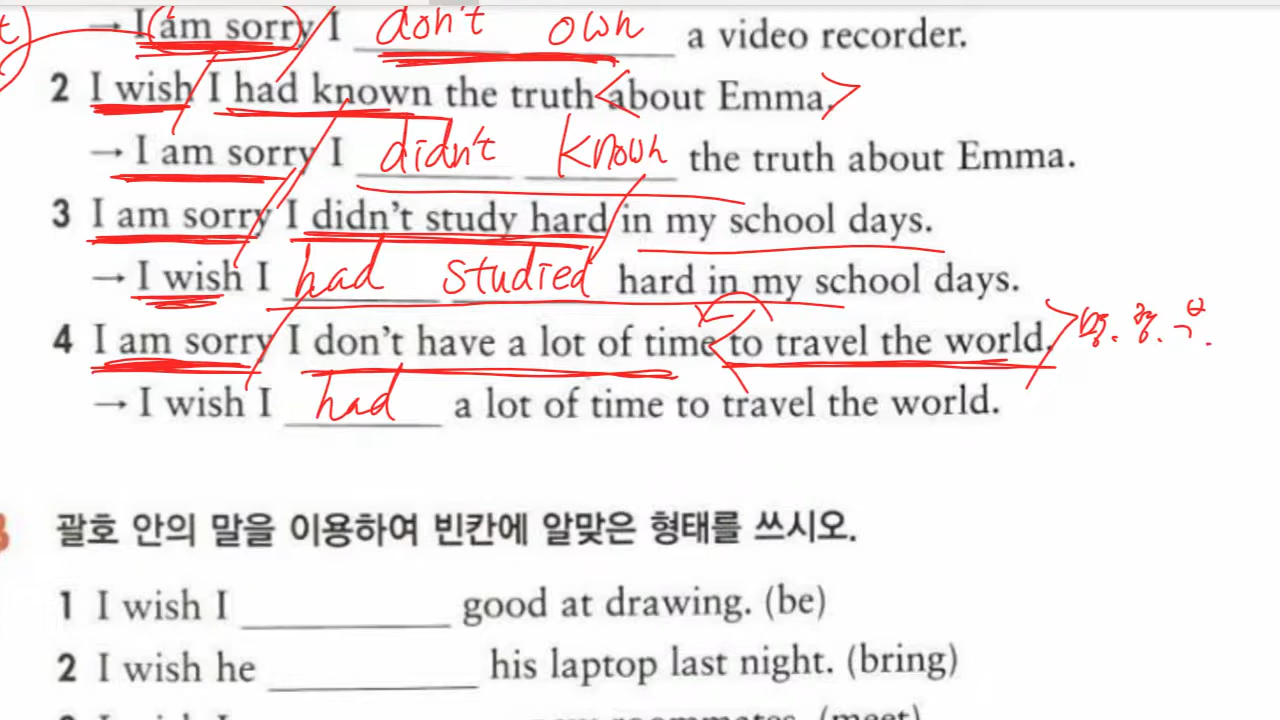 → I am sorry I don't own a video recorder.
2 I wish I had known the truth about Emma.
→ I am sorry I didn't known the truth about Emma.
3 I am sorry I didn't study hard in my school days.
→ I wish I had studied hard in my school days.
4 I am sorry I don't have a lot of time to travel the world.
→ I wish I had a lot of time to travel the world.
괄호 안의 말을 이용하여 빈칸에 알맞은 형태를 쓰시오.
1 I wish I ________ good at drawing. (be)
2 I wish he ________ his laptop last night. (bring)
(meet)